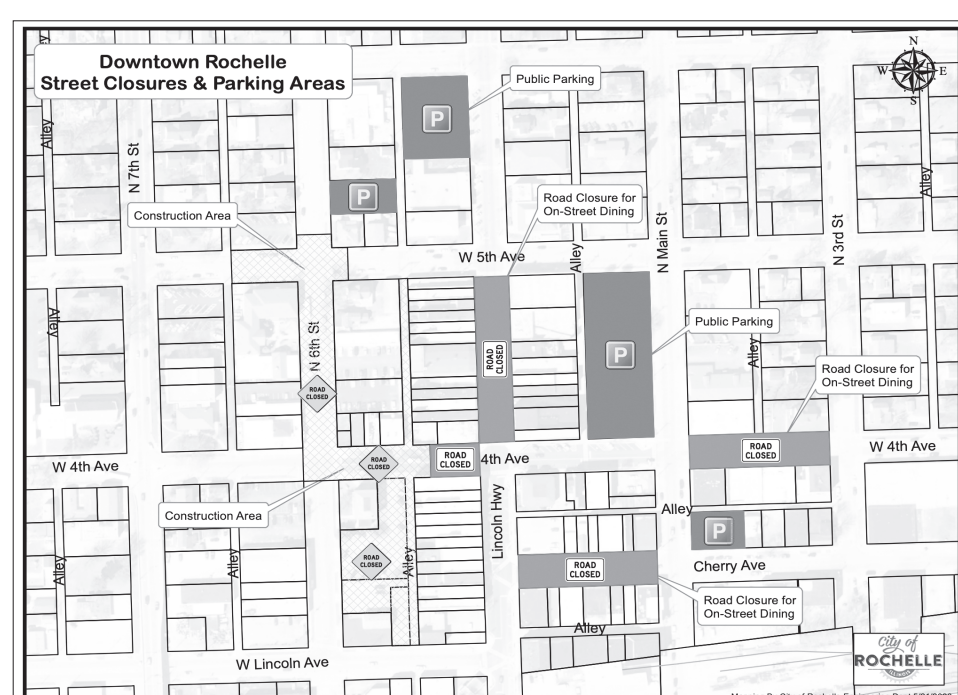 Downtown Rochelle
Street Closures & Parking Areas
Public Parking
N
W
E
S
P
Alley
N 7th St
P
Alley
Construction Area
Road Closure for
On-Street Dining
N Main St
N 3rd St
W 5th Ave
Alley
Alley
N 6th St
Public Parking
ROAD
CLOSED
P
Alley
Road Closure for
On-Street Dining
ROAD
CLOSED
W 4th Ave
ROAD
CLOSED
ROAD
CLOSED
4th Ave
ROAD
CLOSED
W 4th Ave
Construction Area
Lincoln Hwy
Alley
P
Alley
Alley
ROAD
CLOSED
Alley
ROAD
CLOSED
Cherry Ave
Road Closure for
On-Street Dining
Alley
W Lincoln Ave
City of
ROCHELLE